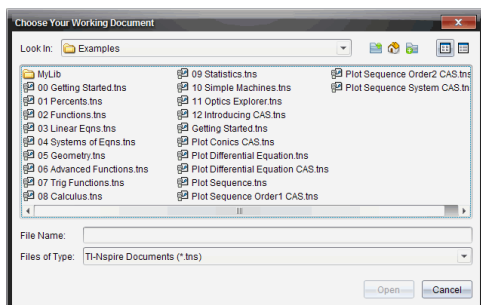 Choose Your Working Document
Look In: Examples
MyLib
00 Getting Started.tns
01 Percents.tns
02 Functions.tns
03 Linear Eqns.tns
04 Systems of Eqns.tns
05 Geometry.tns
06 Advanced Functions.tns
07 Trig Functions.tns
08 Calculus.tns
09 Statistics.tns
10 Simple Machines.tns
11 Optics Explorer.tns
12 Introducing CAS.tns
Getting Started.tns
Plot Conics CAS.tns
Plot Differential Equation.tns
Plot Differential Equation CAS.tns
Plot Sequence.tns
Plot Sequence Order1 CAS.tns
Plot Sequence Order2 CAS.tns
Plot Sequence System CAS.tn
File Name:
Files of Type: TI-Nspire Documents (*.tns)
Open Cancel